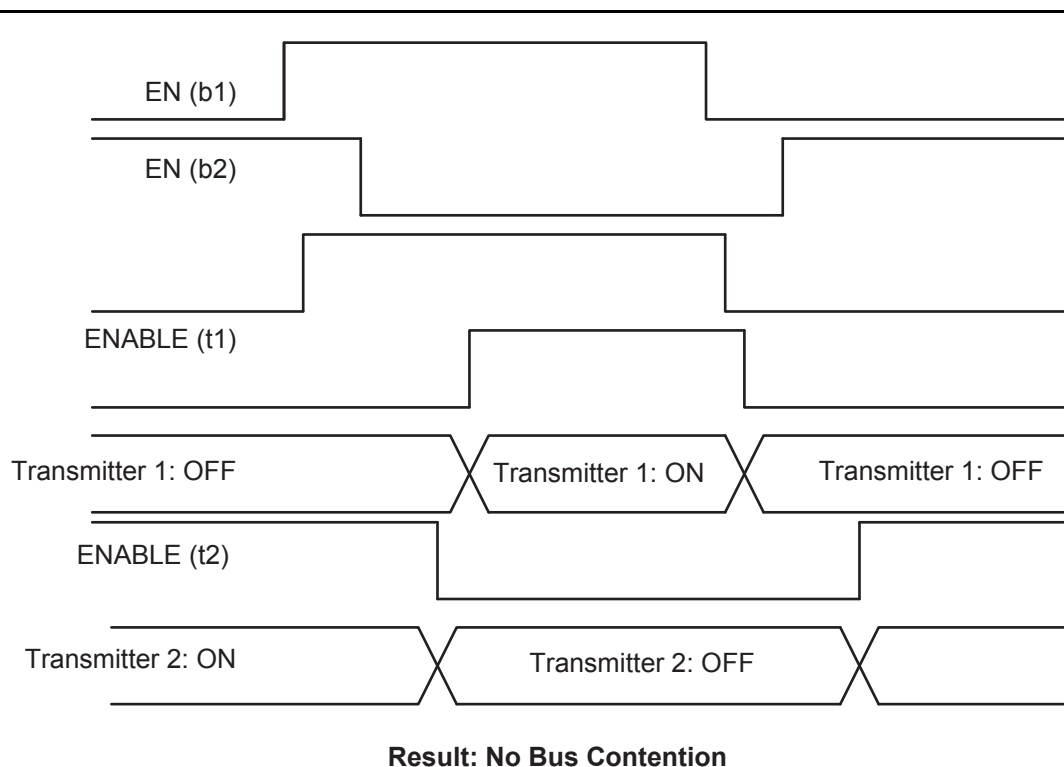 EN (b1)
EN (b2)
ENABLE (t1)
Transmitter 1: OFF
Transmitter 1: ON
Transmitter 1: OFF
ENABLE (t2)
Transmitter 2: ON
Transmitter 2: OFF
Result: No Bus Contention